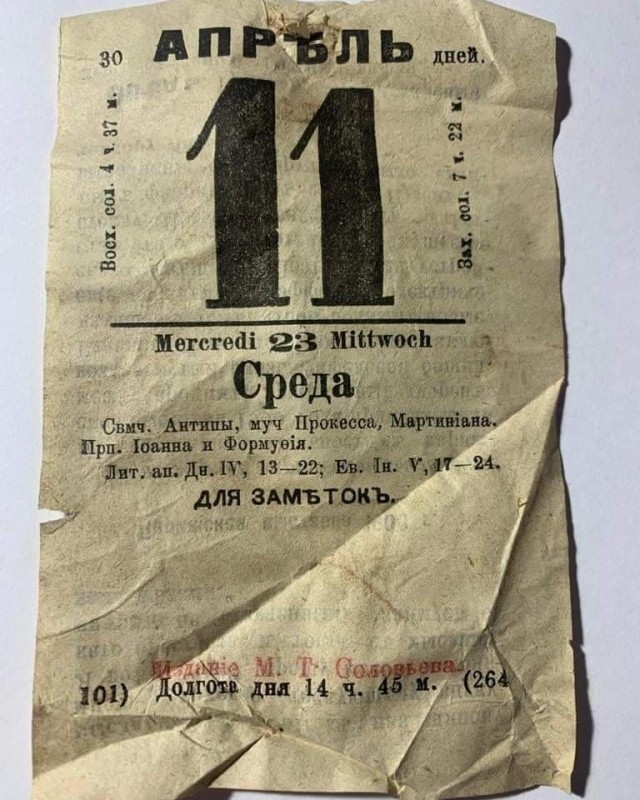 30 АПРѢЛЬ дней.
Восх. сол. 4 ч. 37 м.
11
Зах. сол. 7 ч. 22 м.
Mercredi 23 Mittwoch
Среда
Свмч. Антипы, муч Прокесса, Мартиніана.
Прп. Іоанна и Формуѳія.
Лит. ап. Дн. IV, 13—22; Ев. Ін. V, 17—24.
ДЛЯ ЗАМѢТОКЪ.
Изданіе М. Т. Соловьева.
101) Долгота дня 14 ч. 45 м. (264